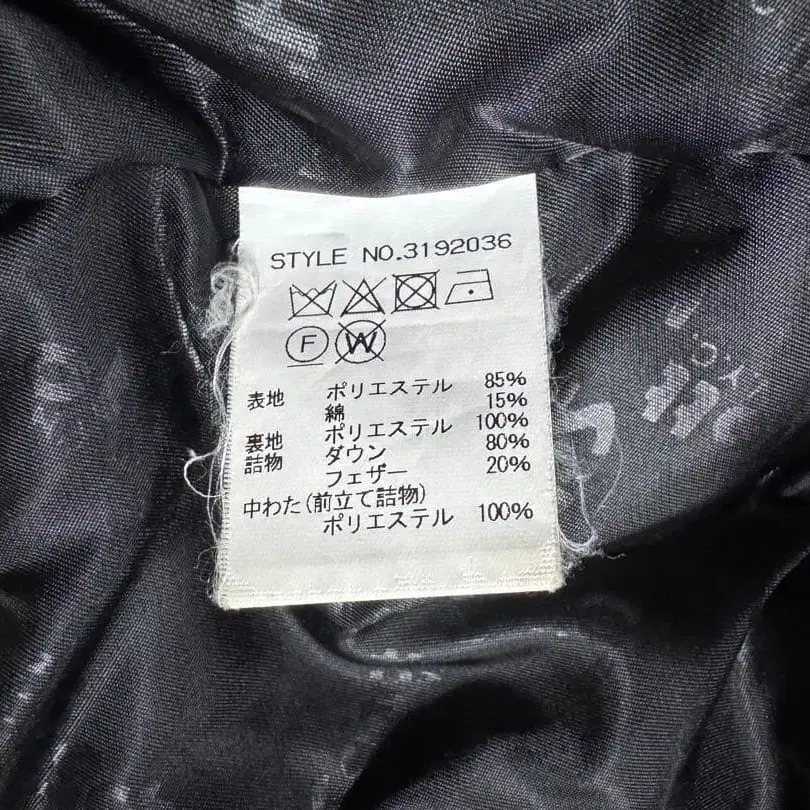 STYLE NO.3192036
F W
表地 ポリエステル 85%
綿 15%
裏地 ポリエステル 100%
詰物 ダウン 80%
フェザー 20%
中わた(前立て詰物)
ポリエステル 100%